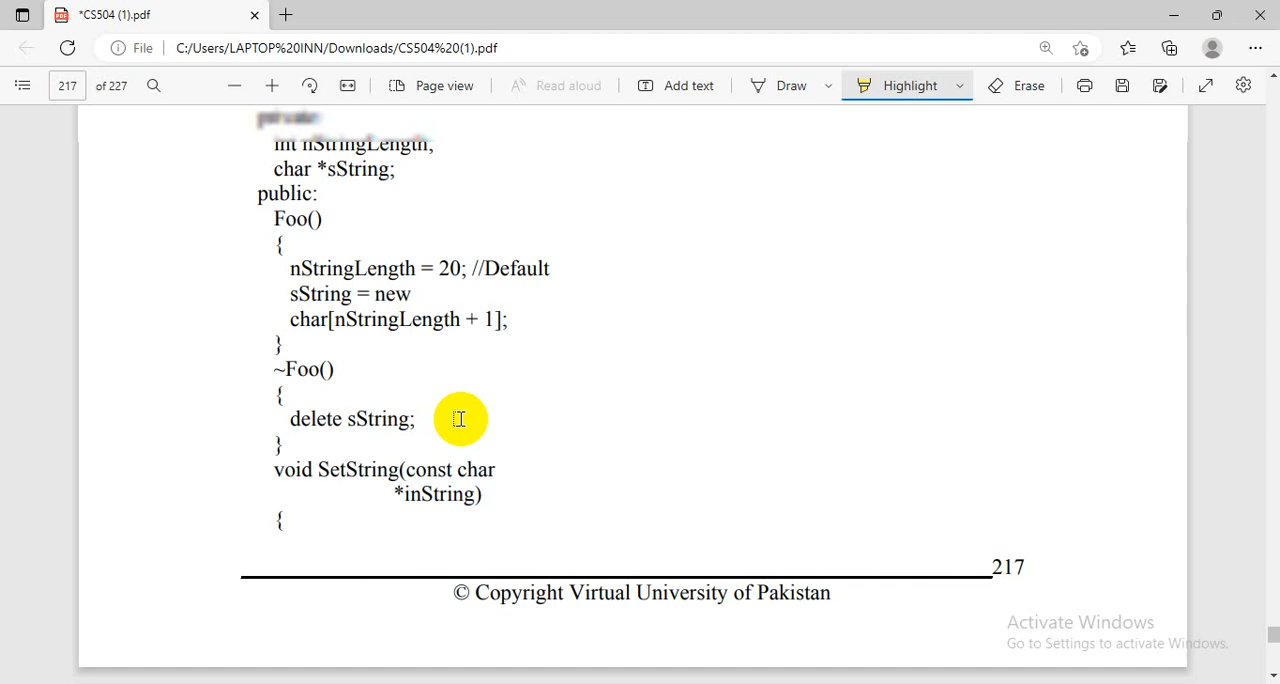 *CS504 (1).pdf
File
C:/Users/LAPTOP%20INN/Downloads/CS504%20(1).pdf
217 of 227
Page view
Read aloud
Add text
Draw
Highlight
Erase
int nStringLength;
char *sString;
public:
Foo()
{
nStringLength = 20; //Default
sString = new
char[nStringLength + 1];
}
~Foo()
{
delete sString;
}
void SetString(const char
*inString)
{
217
© Copyright Virtual University of Pakistan
Activate Windows
Go to Settings to activate Windows.